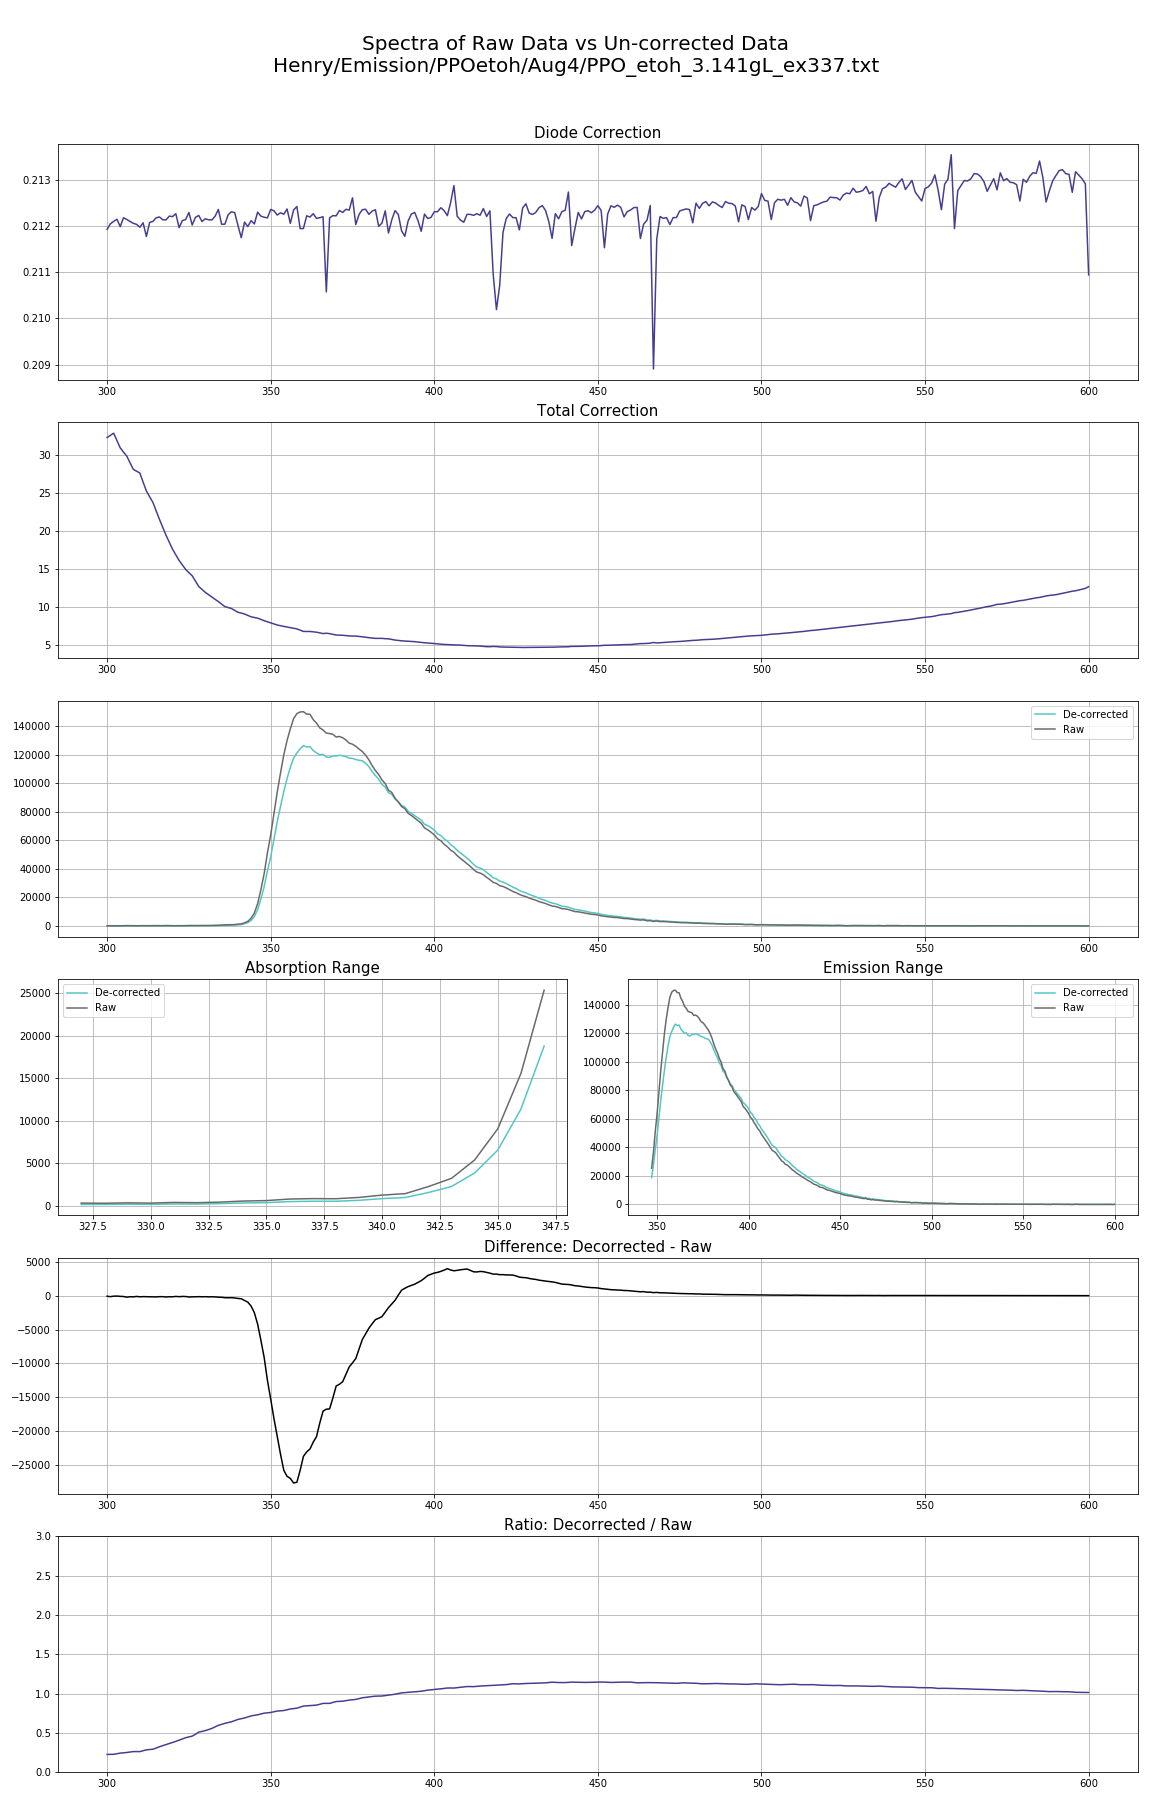 Spectra of Raw Data vs Un-corrected Data
Henry/Emission/PPOetoh/Aug4/PPO_etoh_3.141gL_ex337.txt
Diode Correction
0.213
0.212
0.211
0.210
0.209
300 350 400 450 500 550 600
Total Correction
30
25
20
15
10
5
300 350 400 450 500 550 600
De-corrected
Raw
140000
120000
100000
80000
60000
40000
20000
0
300 350 400 450 500 550 600
Absorption Range
De-corrected
Raw
25000
20000
15000
10000
5000
0
327.5 330.0 332.5 335.0 337.5 340.0 342.5 345.0 347.5
Emission Range
De-corrected
Raw
140000
120000
100000
80000
60000
40000
20000
0
350 400 450 500 550 600
Difference: Decorrected - Raw
5000
0
−5000
−10000
−15000
−20000
−25000
300 350 400 450 500 550 600
Ratio: Decorrected / Raw
3.0
2.5
2.0
1.5
1.0
0.5
0.0
300 350 400 450 500 550 600